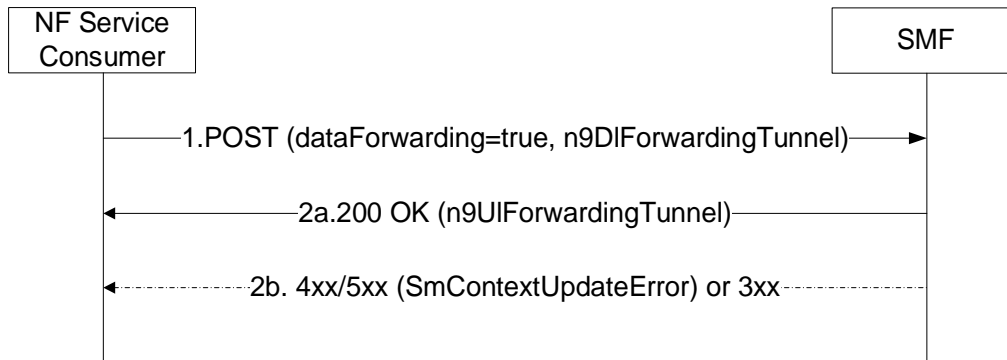 NF Service
Consumer
SMF
1.POST (dataForwarding=true, n9DlForwardingTunnel)
2a.200 OK (n9UlForwardingTunnel)
2b. 4xx/5xx (SmContextUpdateError) or 3xx